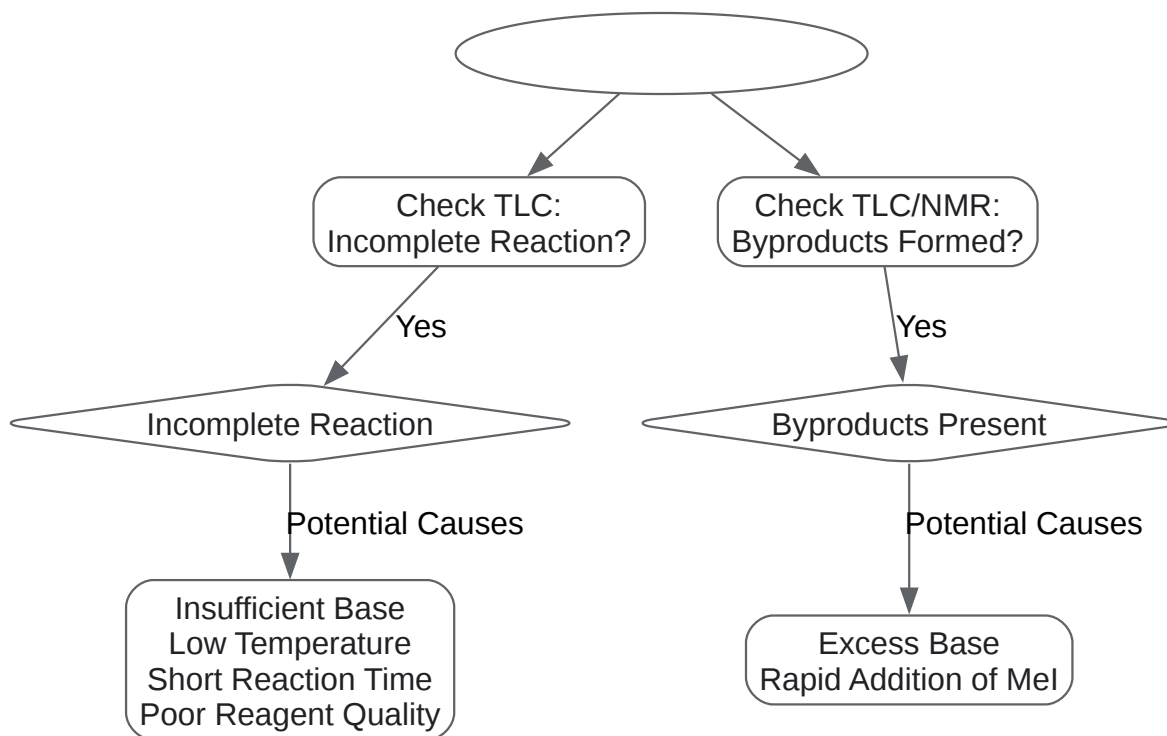 Check TLC:
Incomplete Reaction?
Check TLC/NMR:
Byproducts Formed?
Yes
Yes
Incomplete Reaction
Byproducts Present
Potential Causes
Potential Causes
Insufficient Base
Low Temperature
Short Reaction Time
Poor Reagent Quality
Excess Base
Rapid Addition of MeI